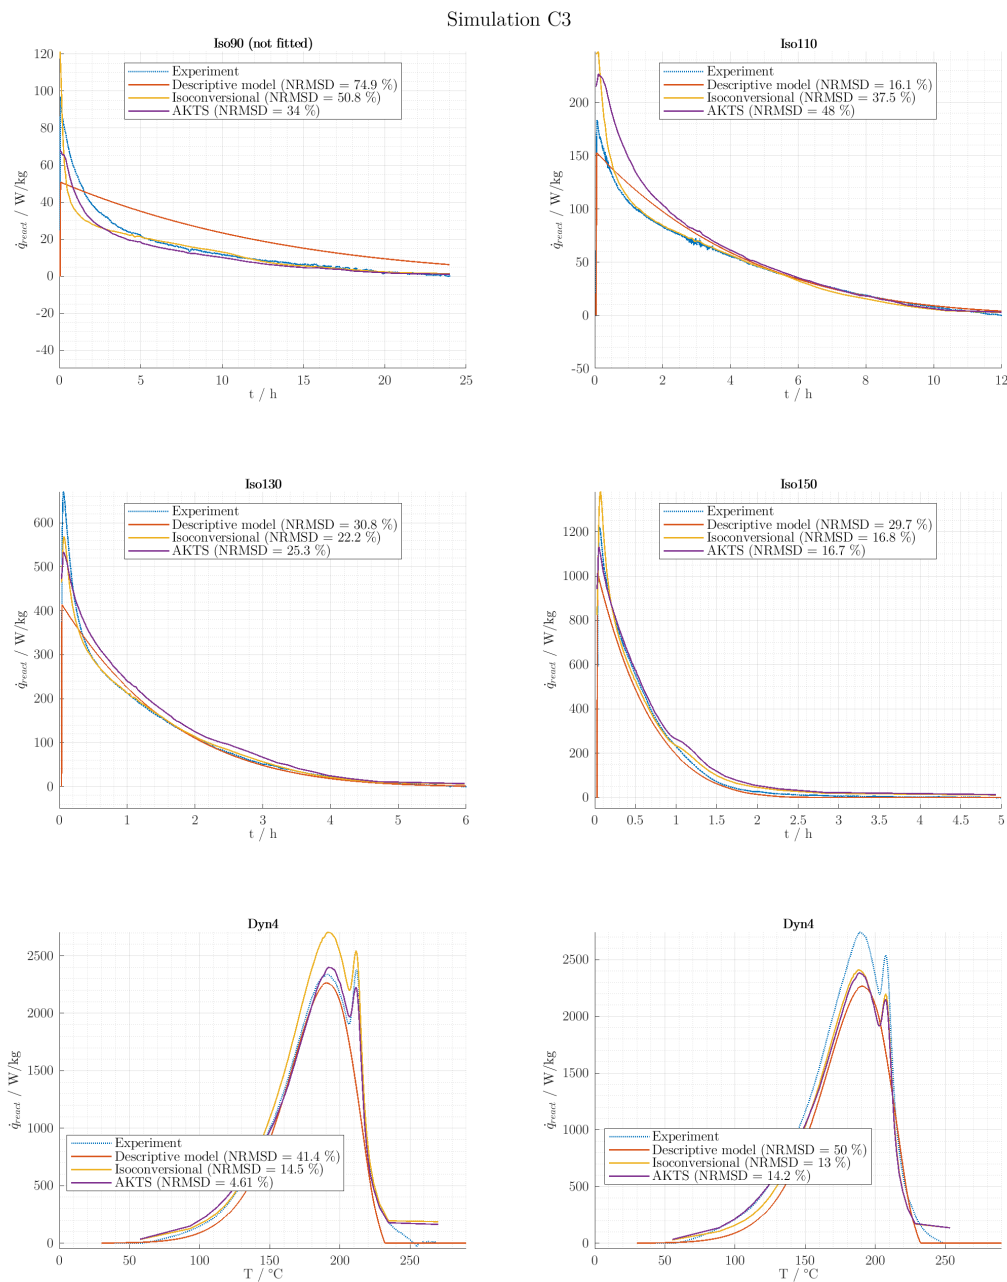 Simulation C3
Iso90 (not fitted)
Experiment
Descriptive model (NRMSD = 74.9 %)
Isoconversional (NRMSD = 50.8 %)
AKTS (NRMSD = 34 %)
120
100
80
60
40
20
0
-20
-40
q̇react / W/kg
0 5 10 15 20 25
t / h
Iso110
Experiment
Descriptive model (NRMSD = 16.1 %)
Isoconversional (NRMSD = 37.5 %)
AKTS (NRMSD = 48 %)
200
150
100
50
0
-50
q̇react / W/kg
0 2 4 6 8 10 12
t / h
Iso130
Experiment
Descriptive model (NRMSD = 30.8 %)
Isoconversional (NRMSD = 22.2 %)
AKTS (NRMSD = 25.3 %)
600
500
400
300
200
100
0
q̇react / W/kg
0 1 2 3 4 5 6
t / h
Iso150
Experiment
Descriptive model (NRMSD = 29.7 %)
Isoconversional (NRMSD = 16.8 %)
AKTS (NRMSD = 16.7 %)
1200
1000
800
600
400
200
0
q̇react / W/kg
0 0.5 1 1.5 2 2.5 3 3.5 4 4.5 5
t / h
Dyn4
2500
2000
1500
1000
500
0
q̇react / W/kg
Experiment
Descriptive model (NRMSD = 41.4 %)
Isoconversional (NRMSD = 14.5 %)
AKTS (NRMSD = 4.61 %)
0 50 100 150 200 250
T / °C
Dyn4
2500
2000
1500
1000
500
0
q̇react / W/kg
Experiment
Descriptive model (NRMSD = 50 %)
Isoconversional (NRMSD = 13 %)
AKTS (NRMSD = 14.2 %)
0 50 100 150 200 250
T / °C